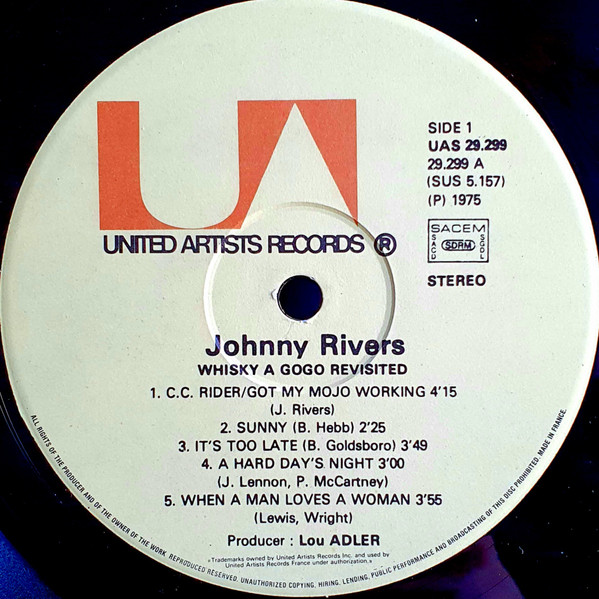 UA
UNITED ARTISTS RECORDS ®
SIDE 1
UAS 29.299
29.299 A
(SUS 5.157)
(P) 1975
SACEM
SACD
SDRM
SGDL
STEREO
Johnny Rivers
WHISKY A GOGO REVISITED
1. C.C. RIDER/GOT MY MOJO WORKING 4'15
(J. Rivers)
2. SUNNY (B. Hebb) 2'25
3. IT'S TOO LATE (B. Goldsboro) 3'49
4. A HARD DAY'S NIGHT 3'00
(J. Lennon, P. McCartney)
5. WHEN A MAN LOVES A WOMAN 3'55
(Lewis, Wright)
Producer : Lou ADLER
«Trademarks owned by United Artists Records Inc. and used by
United Artists Records France under authorization.»
ALL RIGHTS OF THE PRODUCER AND OF THE OWNER OF THE WORK REPRODUCED RESERVED. UNAUTHORIZED COPYING, HIRING, LENDING, PUBLIC PERFORMANCE AND BROADCASTING OF THIS DISC PROHIBITED. MADE IN FRANCE.